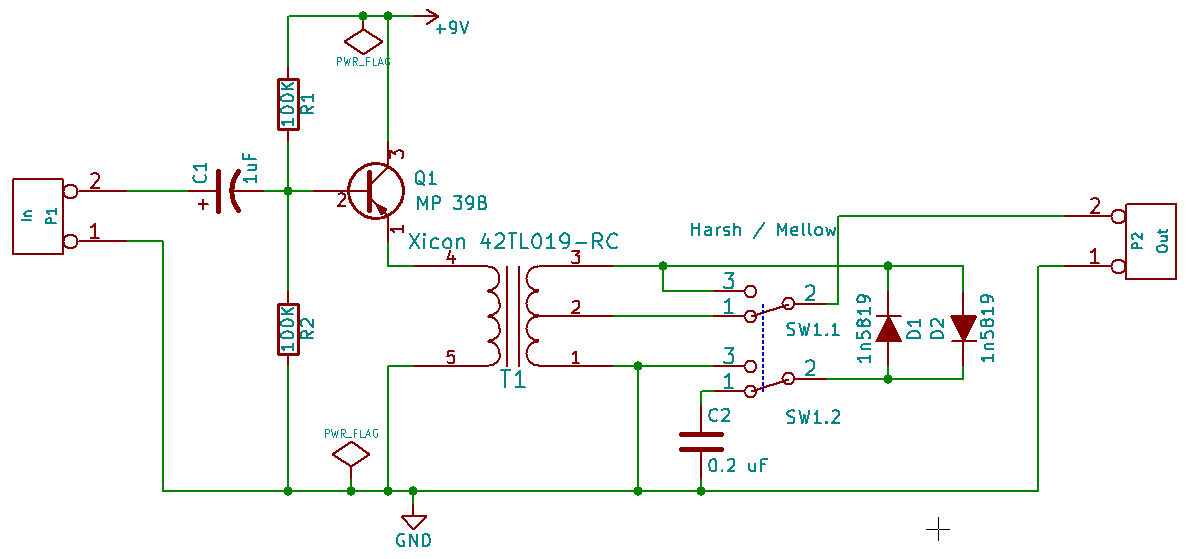 +9V
PWR_FLAG
100K
R1
C1
1uF
+
3
Q1
2
MP 39B
1
In
P1
2
1
Xicon 42TL019-RC
4
5
T1
3
2
1
Harsh / Mellow
3
1
2
SW1.1
3
1
2
SW1.2
1n5819
D1
D2
1n5819
2
1
P2
Out
100K
R2
C2
0.2 uF
PWR_FLAG
GND